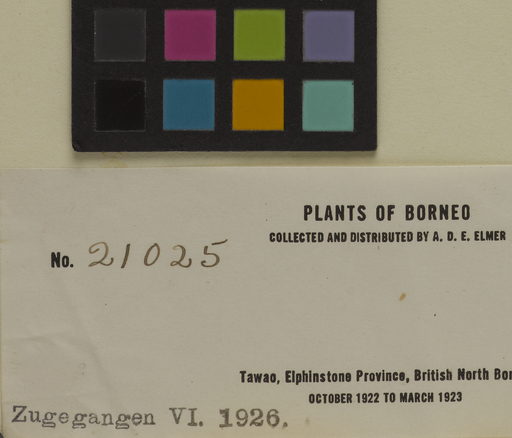 PLANTS OF BORNEO
COLLECTED AND DISTRIBUTED BY A. D. E. ELMER
No. 21025
Tawao, Elphinstone Province, British North Bor
OCTOBER 1922 TO MARCH 1923
Zugegangen VI. 1926.